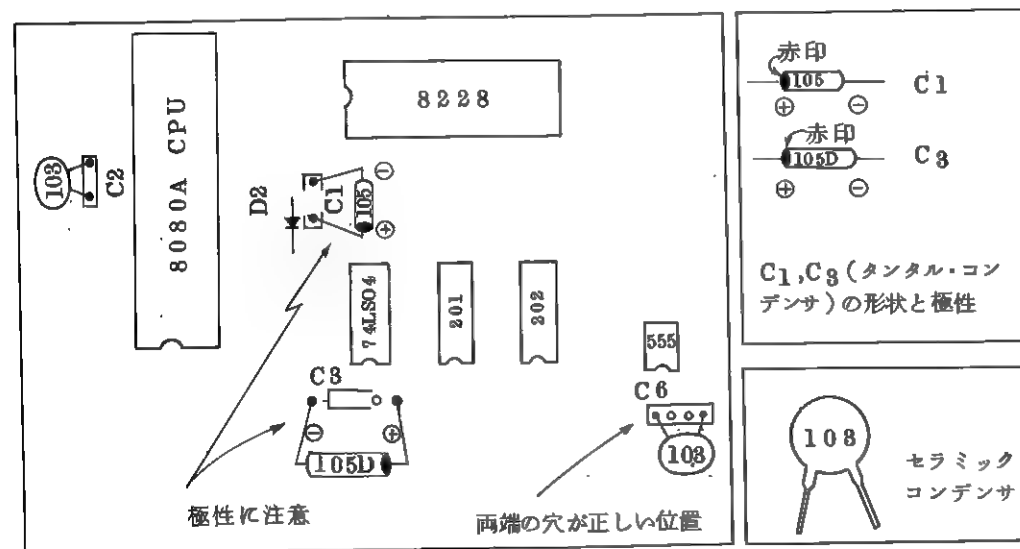 8228
8080A CPU
103
C2
D2
C1
105
⊖
⊕
74LS04
201
202
555
C3
⊖
⊕
105D
C6
103
極性に注意
両端の穴が正しい位置
赤印
105
C1
⊕
⊖
赤印
105D
C3
⊕
⊖
C1,C3(タンタル・コン
デンサ)の形状と極性
103
セラミック
コンデンサ